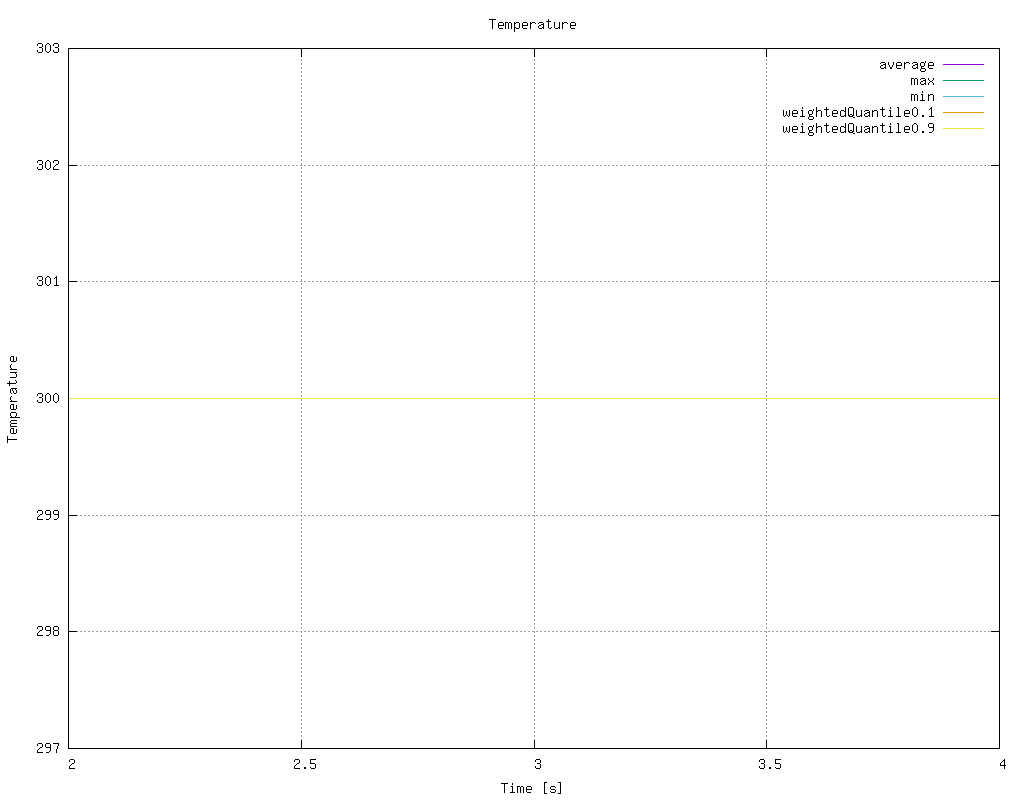 Temperature
303
302
301
300
299
298
297
Temperature
average
max
min
weightedQuantile0.1
weightedQuantile0.9
2
2.5
3
3.5
4
Time [s]